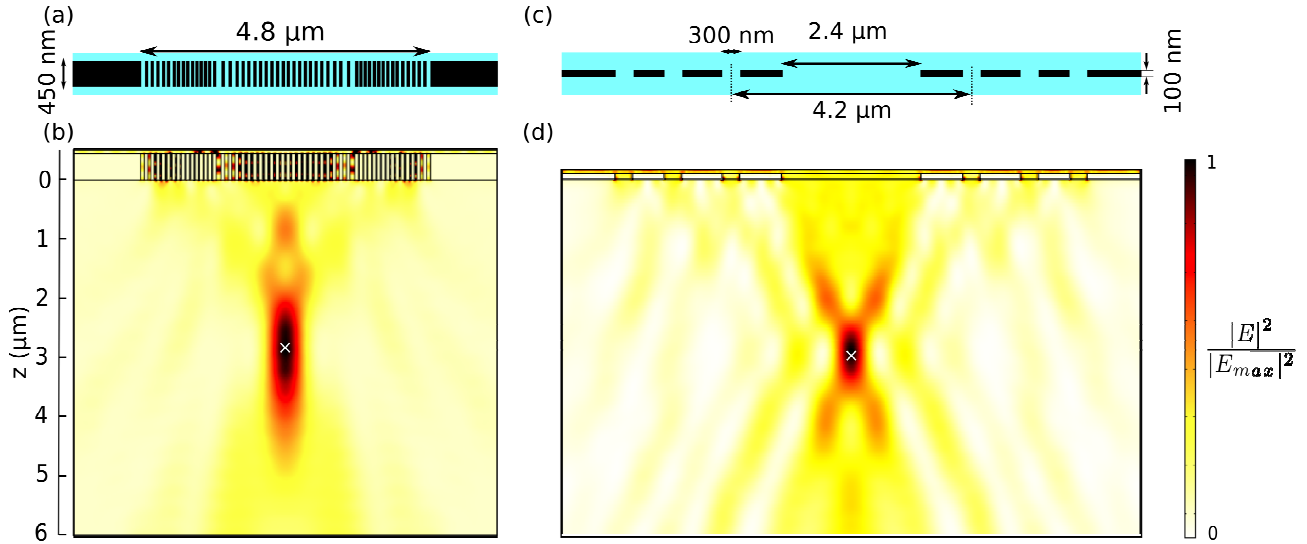 (a)
4.8 µm
450 nm
(b)
0
1
2
3
4
5
6
z (µm)
(c)
300 nm
2.4 µm
4.2 µm
100 nm
(d)
1
0
|E|²
|Emax|²